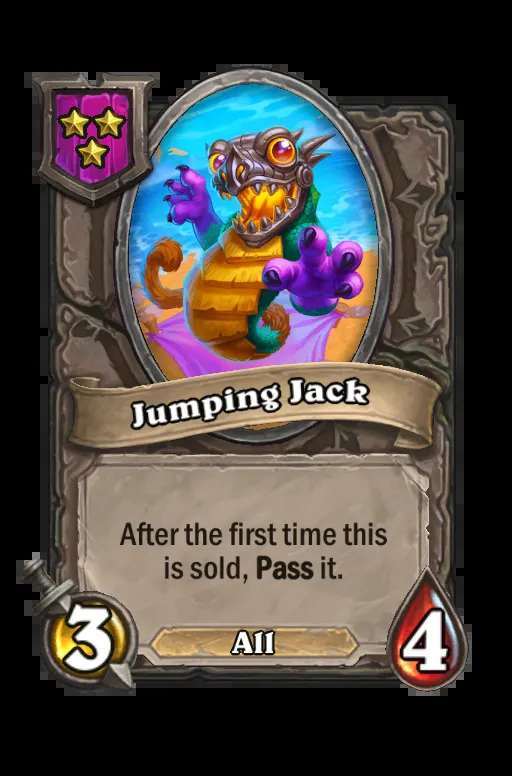 Jumping Jack
After the first time this
is sold, Pass it.
3
All
4